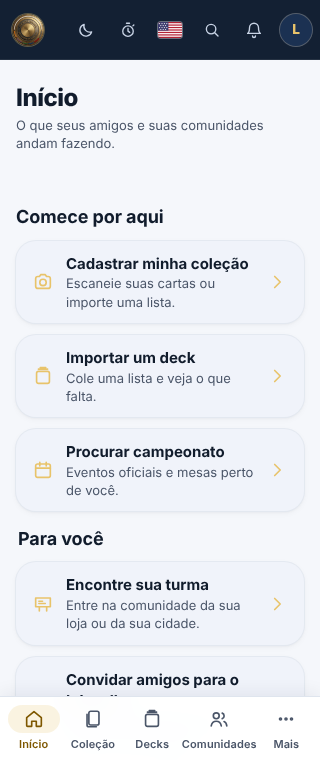 L
Início
O que seus amigos e suas comunidades
andam fazendo.
Comece por aqui
Cadastrar minha coleção
Escaneie suas cartas ou
importe uma lista.
Importar um deck
Cole uma lista e veja o que
falta.
Procurar campeonato
Eventos oficiais e mesas perto
de você.
Para você
Encontre sua turma
Entre na comunidade da sua
loja ou da sua cidade.
Convidar amigos para o
Início
Coleção
Decks
Comunidades
Mais